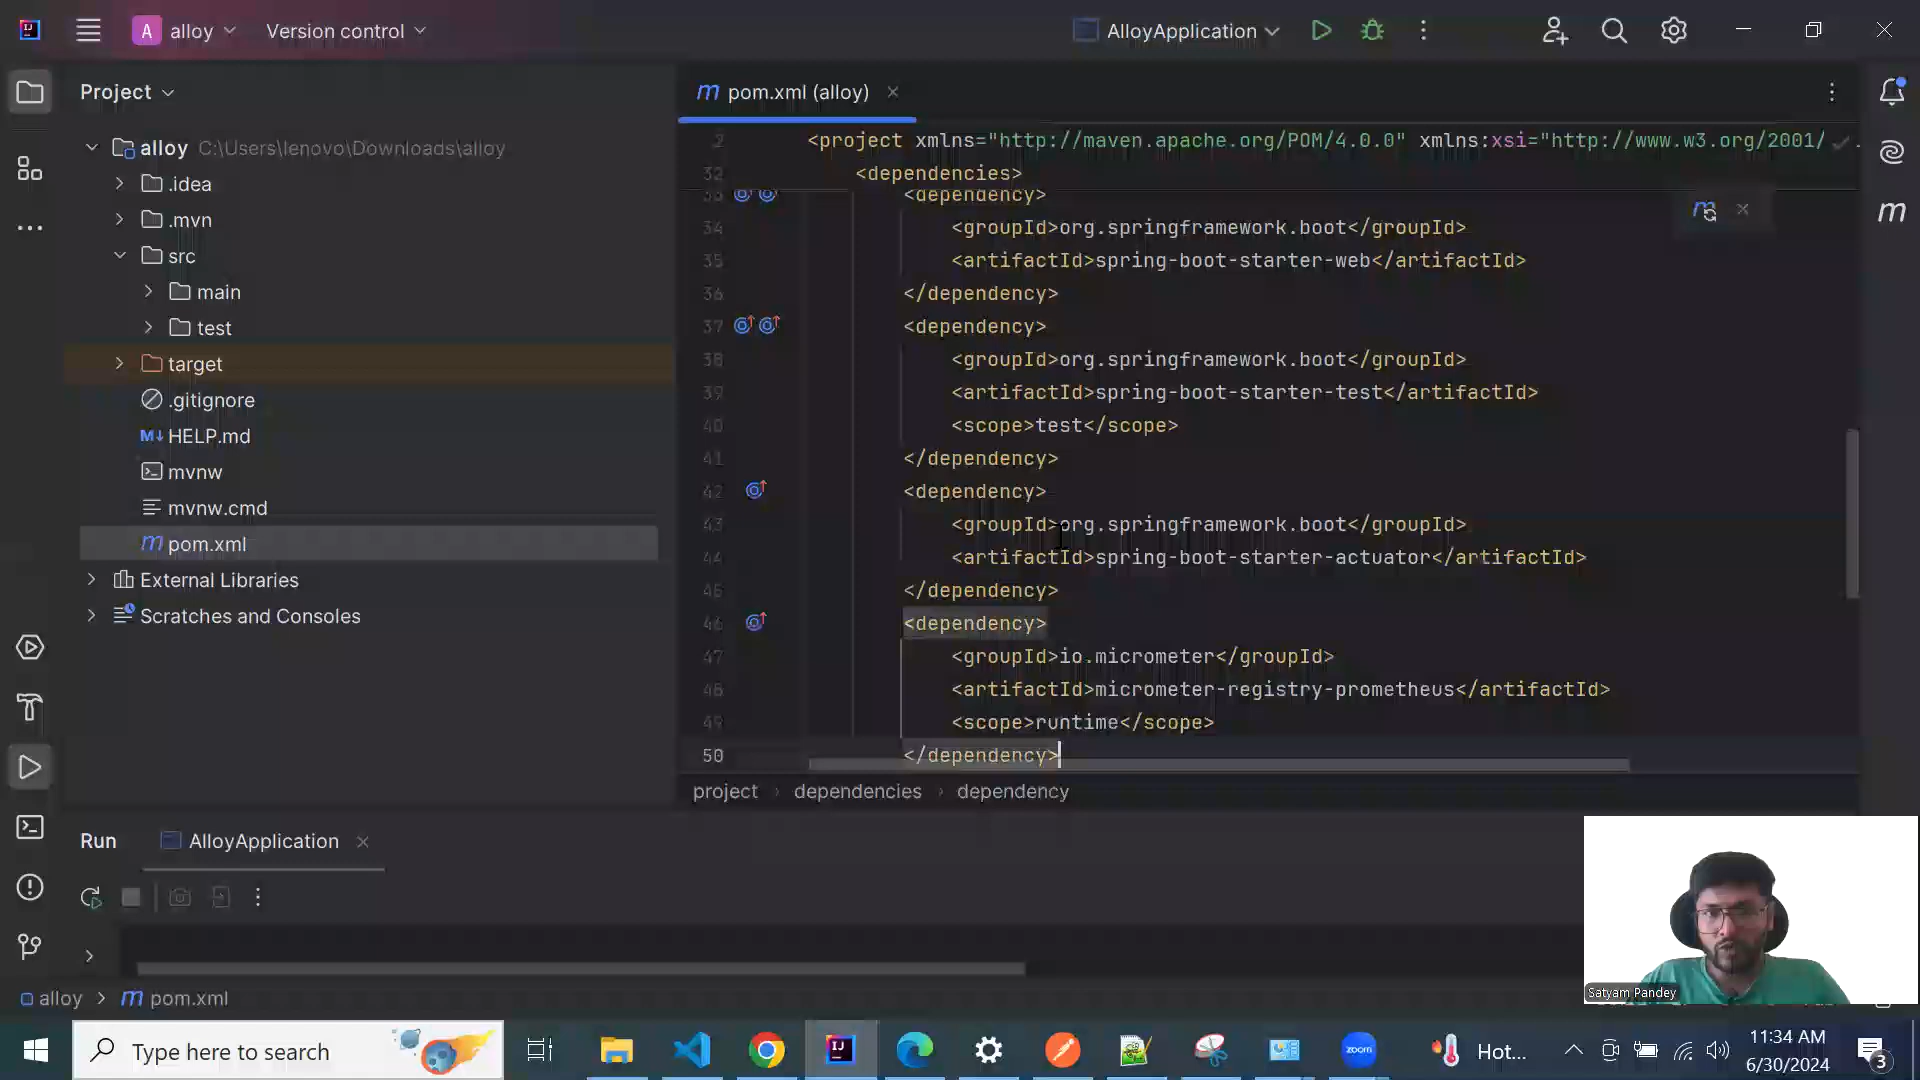 A alloy Version control
AlloyApplication
Project
m pom.xml (alloy)
alloy C:\Users\lenovo\Downloads\alloy
.idea
.mvn
src
main
test
target
.gitignore
M↓ HELP.md
mvnw
mvnw.cmd
m pom.xml
External Libraries
Scratches and Consoles
2 <project xmlns="http://maven.apache.org/POM/4.0.0" xmlns:xsi="http://www.w3.org/2001/
32 <dependencies>
33 <dependency>
34 <groupId>org.springframework.boot</groupId>
35 <artifactId>spring-boot-starter-web</artifactId>
36 </dependency>
37 <dependency>
38 <groupId>org.springframework.boot</groupId>
39 <artifactId>spring-boot-starter-test</artifactId>
40 <scope>test</scope>
41 </dependency>
42 <dependency>
43 <groupId>org.springframework.boot</groupId>
44 <artifactId>spring-boot-starter-actuator</artifactId>
45 </dependency>
46 <dependency>
47 <groupId>io.micrometer</groupId>
48 <artifactId>micrometer-registry-prometheus</artifactId>
49 <scope>runtime</scope>
50 </dependency>
project › dependencies › dependency
Run AlloyApplication
Satyam Pandey
alloy > m pom.xml
Type here to search
zoom
Hot...
11:34 AM
6/30/2024
3